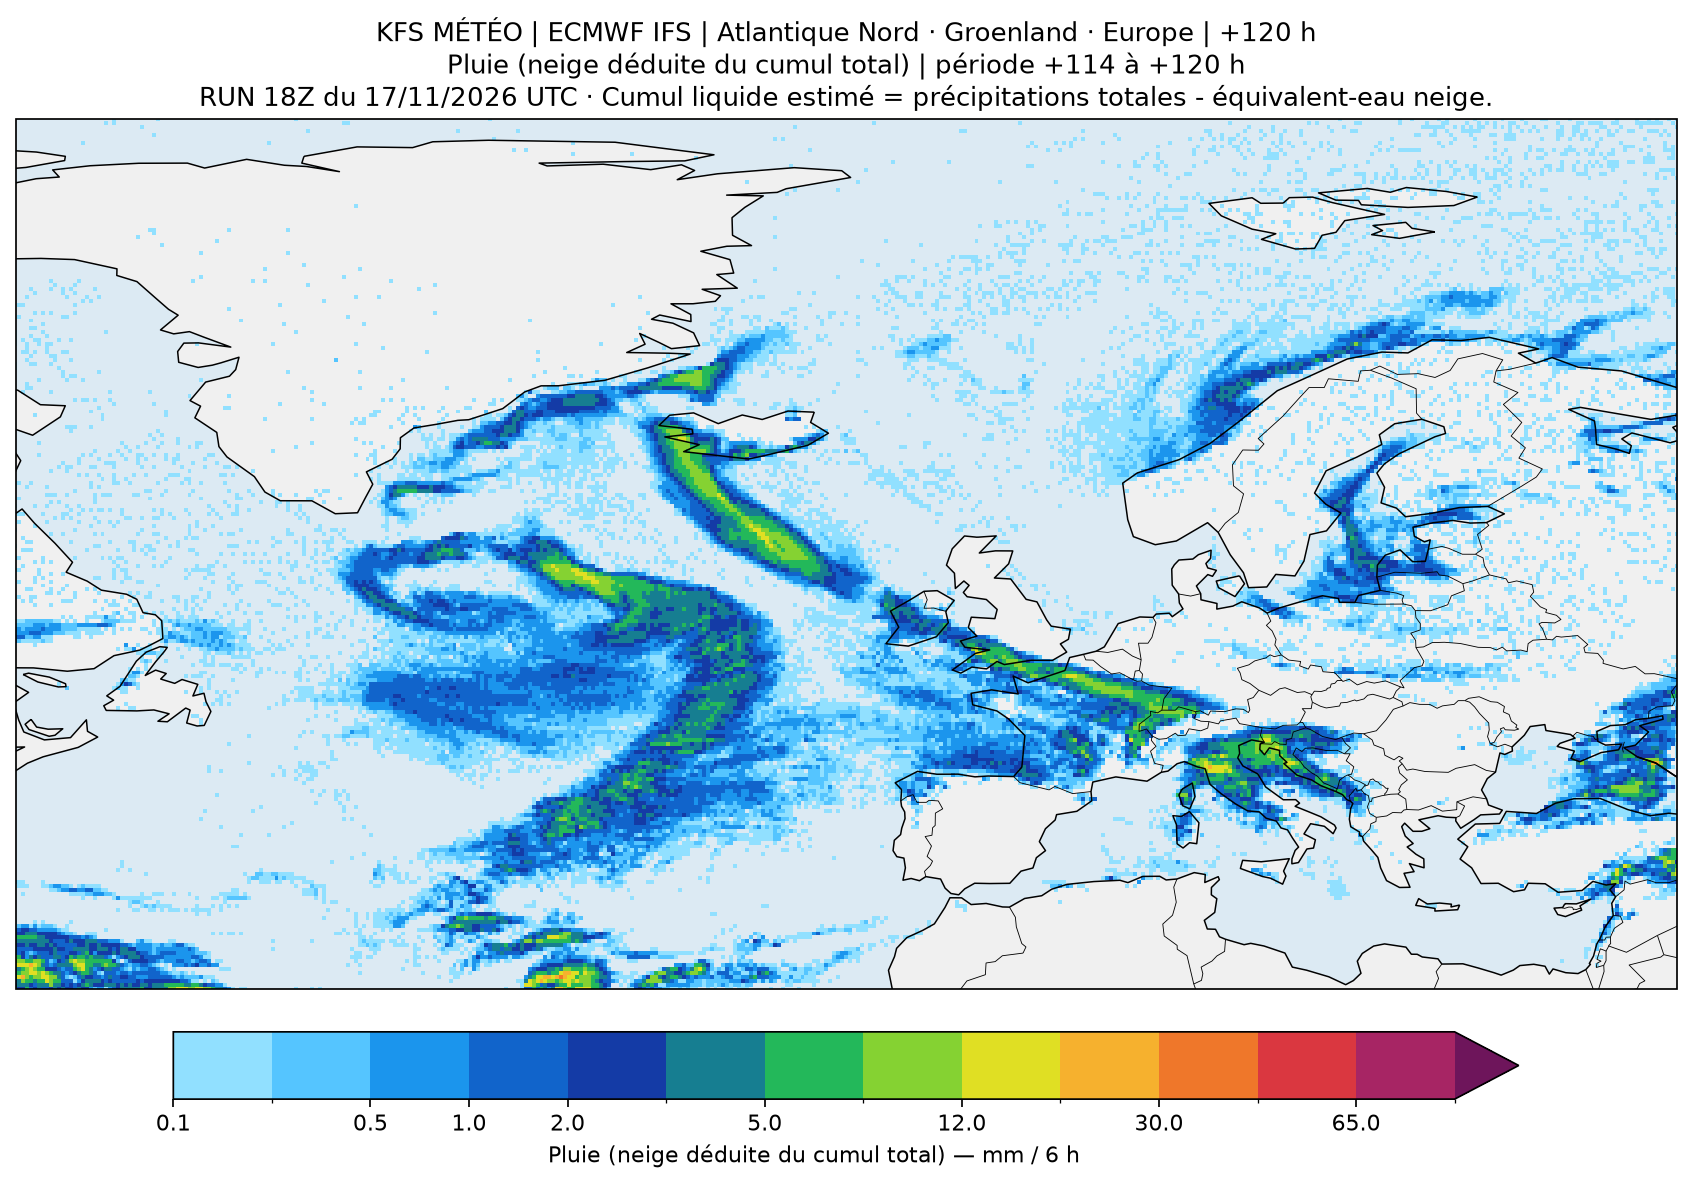 KFS MÉTÉO | ECMWF IFS | Atlantique Nord · Groenland · Europe | +120 h
Pluie (neige déduite du cumul total) | période +114 à +120 h
RUN 18Z du 17/11/2026 UTC · Cumul liquide estimé = précipitations totales - équivalent-eau neige.
0.1 0.5 1.0 2.0 5.0 12.0 30.0 65.0
Pluie (neige déduite du cumul total) — mm / 6 h